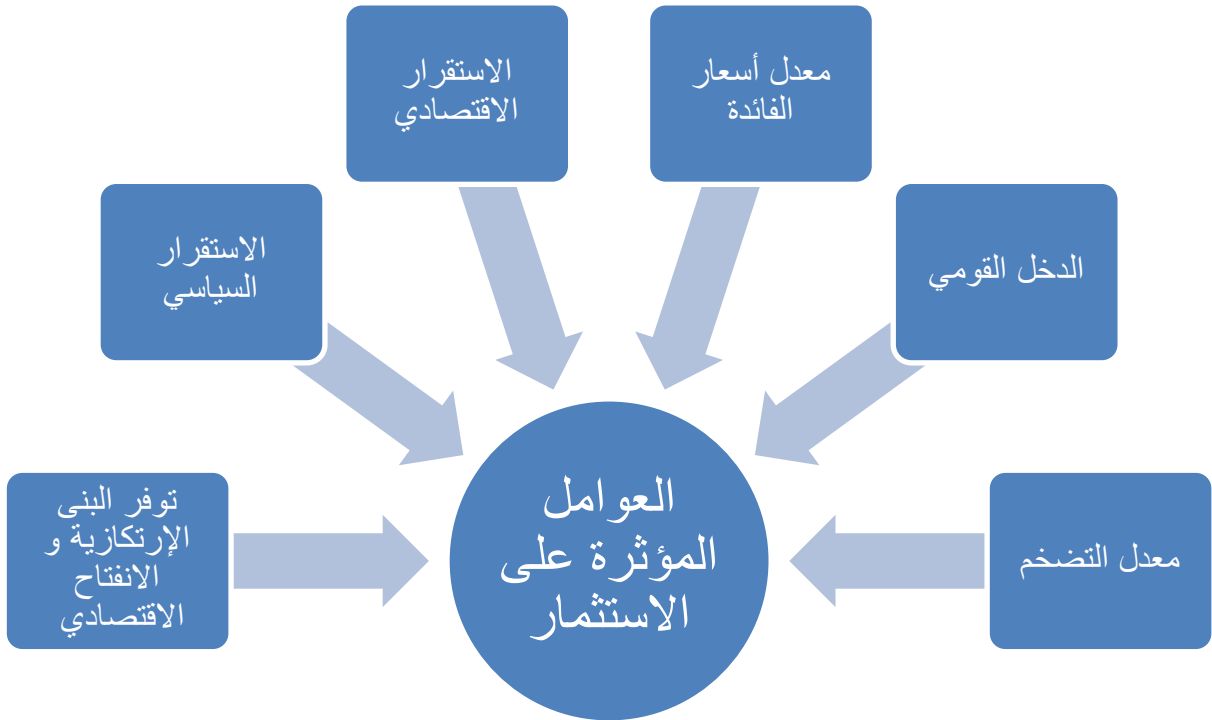 معدل أسعار
الفائدة
الاستقرار
الاقتصادي
الدخل القومي
الاستقرار
السياسي
معدل التضخم
العوامل
المؤثرة على
الاستثمار
توفر البنى
الإرتكازية و
الانفتاح
الاقتصادي